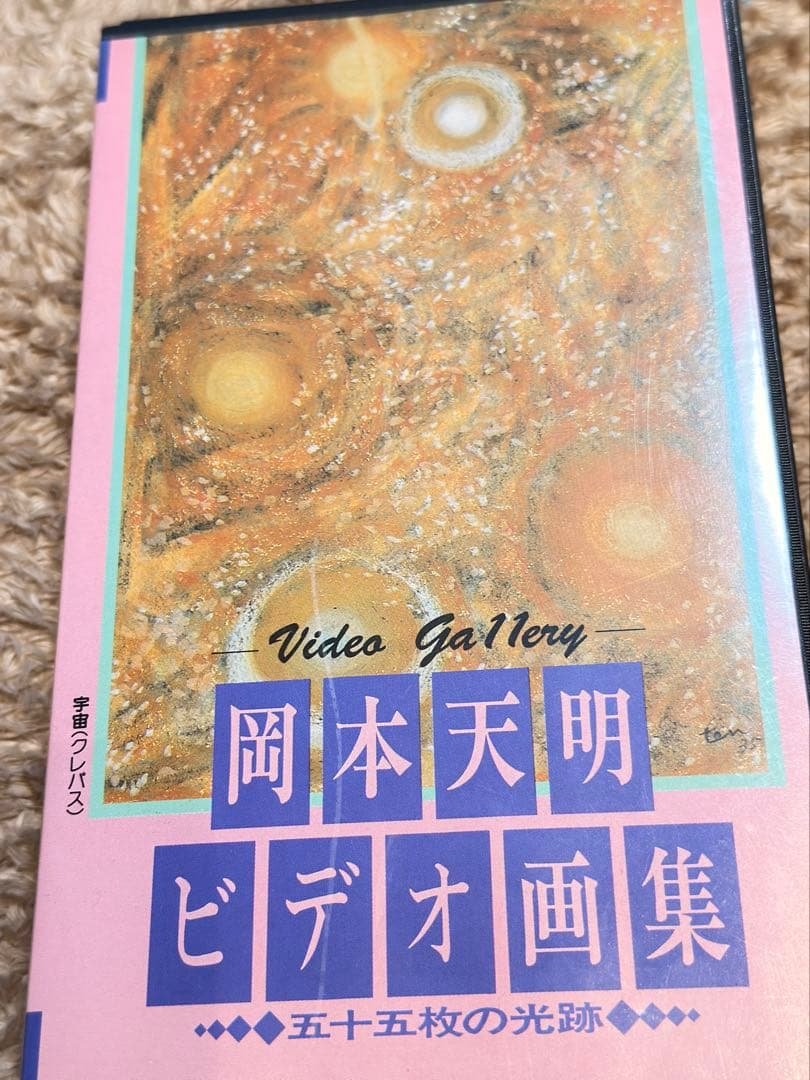 Video Ga11ery
岡本天明
ビデオ画集
五十五枚の光跡
宇宙(クレパス)
ten